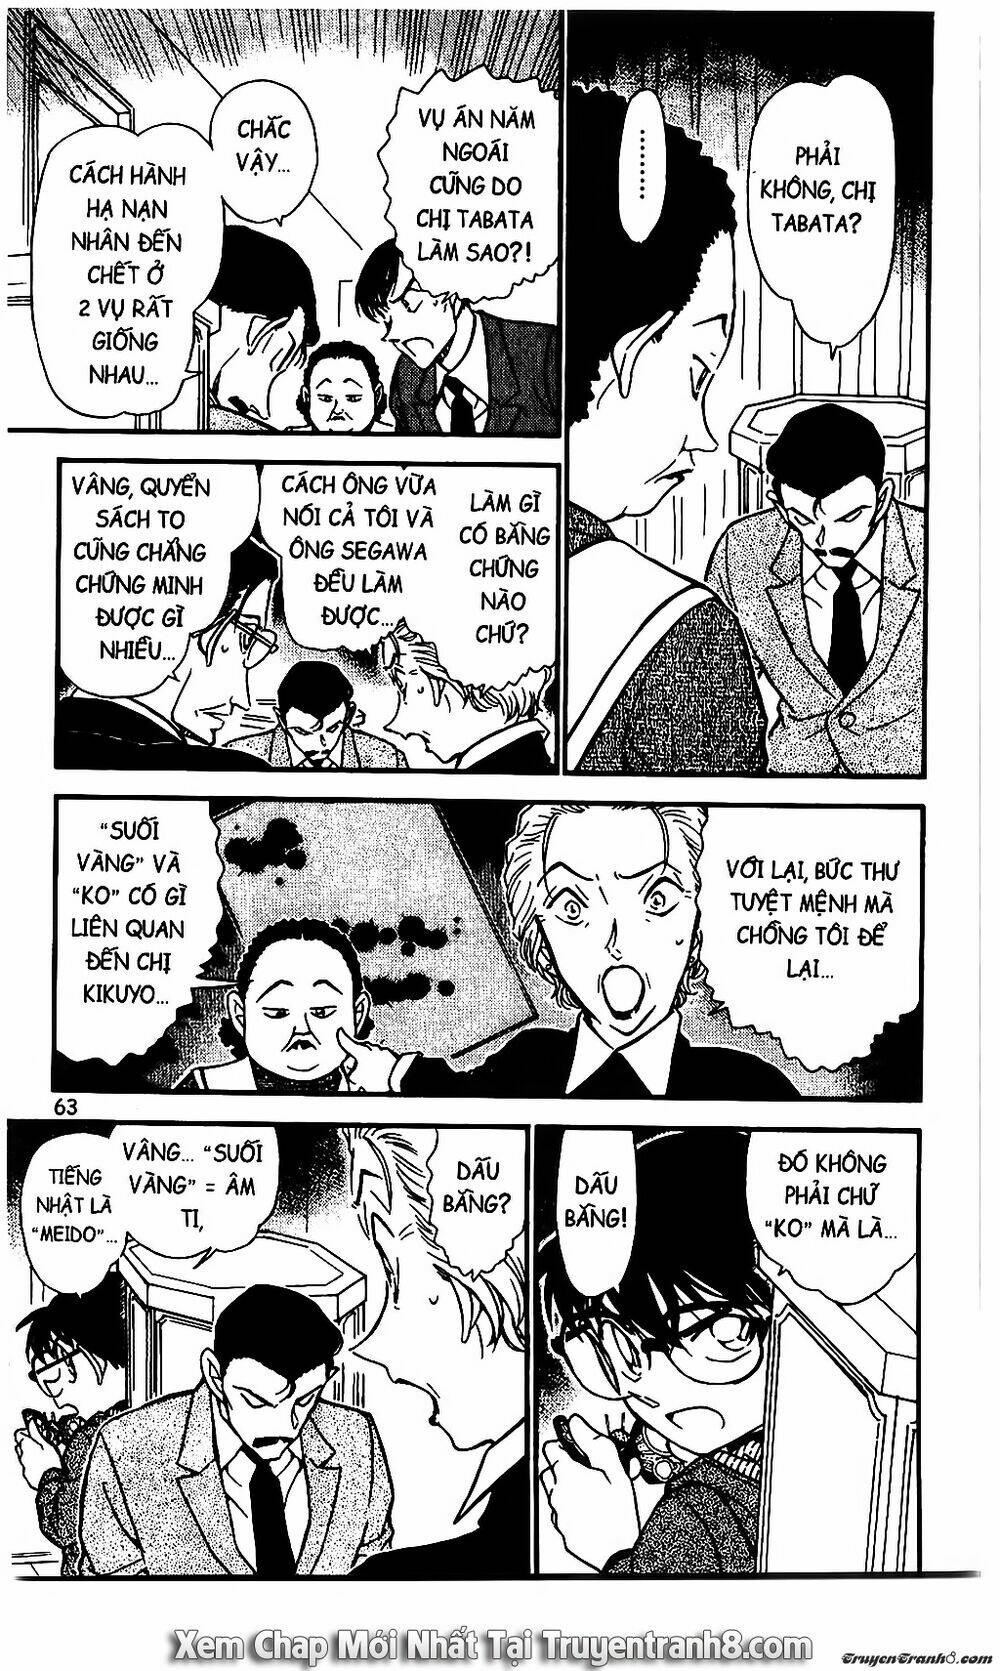 PHẢI
KHÔNG, CHỊ
TABATA?
.........
VỤ ÁN NĂM
NGOÁI
CŨNG DO
CHỊ TABATA
LÀM SAO?!
CHẮC
VẬY...
CÁCH HÀNH
HẠ NẠN
NHÂN ĐẾN
CHẾT Ở
2 VỤ RẤT
GIỐNG
NHAU...
LÀM GÌ
CÓ BẰNG
CHỨNG
NÀO
CHỨ?
CÁCH ÔNG VỪA
NÓI CẢ TÔI VÀ
ÔNG SEGAWA
ĐỀU LÀM
ĐƯỢC...
VÂNG, QUYỂN
SÁCH TO
CŨNG CHẲNG
CHỨNG MINH
ĐƯỢC GÌ
NHIỀU...
VỚI LẠI, BỨC THƯ
TUYỆT MỆNH MÀ
CHỒNG TÔI ĐỂ
LẠI...
"SUỐI
VÀNG" VÀ
"KO" CÓ GÌ
LIÊN QUAN
ĐẾN CHỊ
KIKUYO...
63
ĐÓ KHÔNG
PHẢI CHỮ
"KO" MÀ LÀ...
DẤU
BẰNG!
DẤU
BẰNG?
VÂNG... "SUỐI
VÀNG" = ÂM
TI,
TIẾNG
NHẬT LÀ
"MEIDO"...
Xem Chap Mới Nhất Tại Truyentranh8.com
TruyenTranh8.com